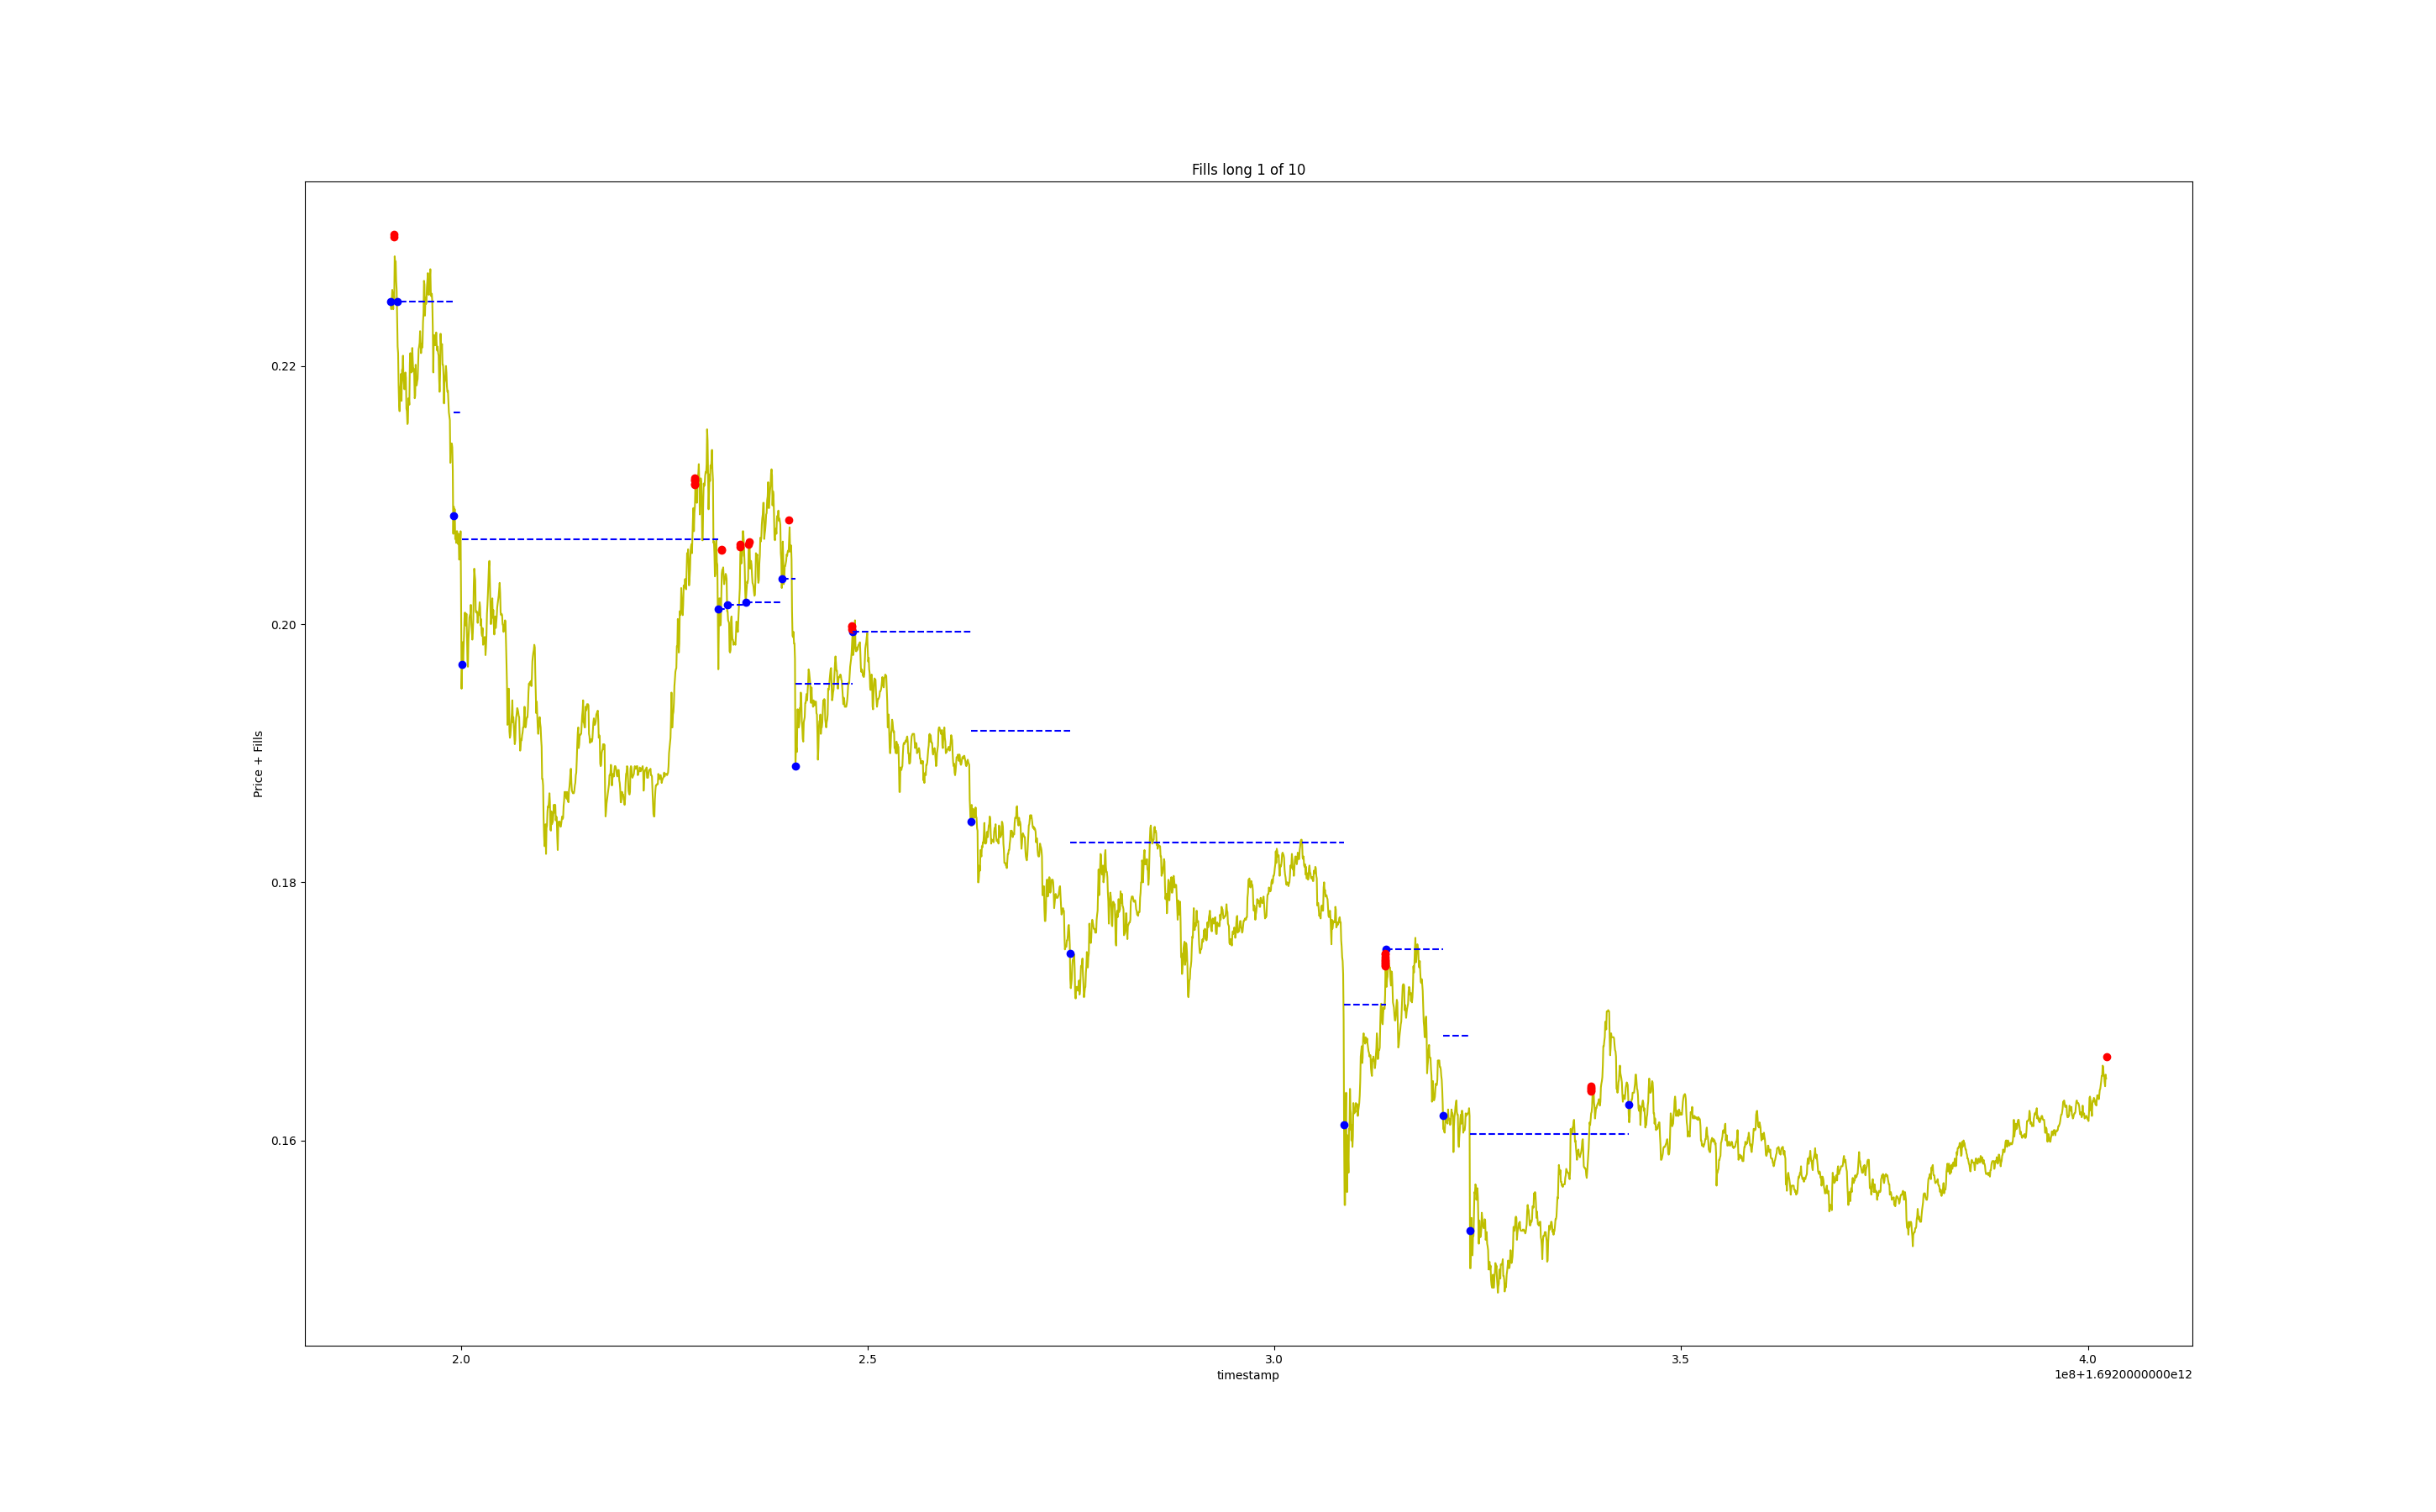 Fills long 1 of 10
Price + Fills
0.22
0.20
0.18
0.16
2.0 2.5 3.0 3.5 4.0
timestamp
1e8+1.6920000000e12